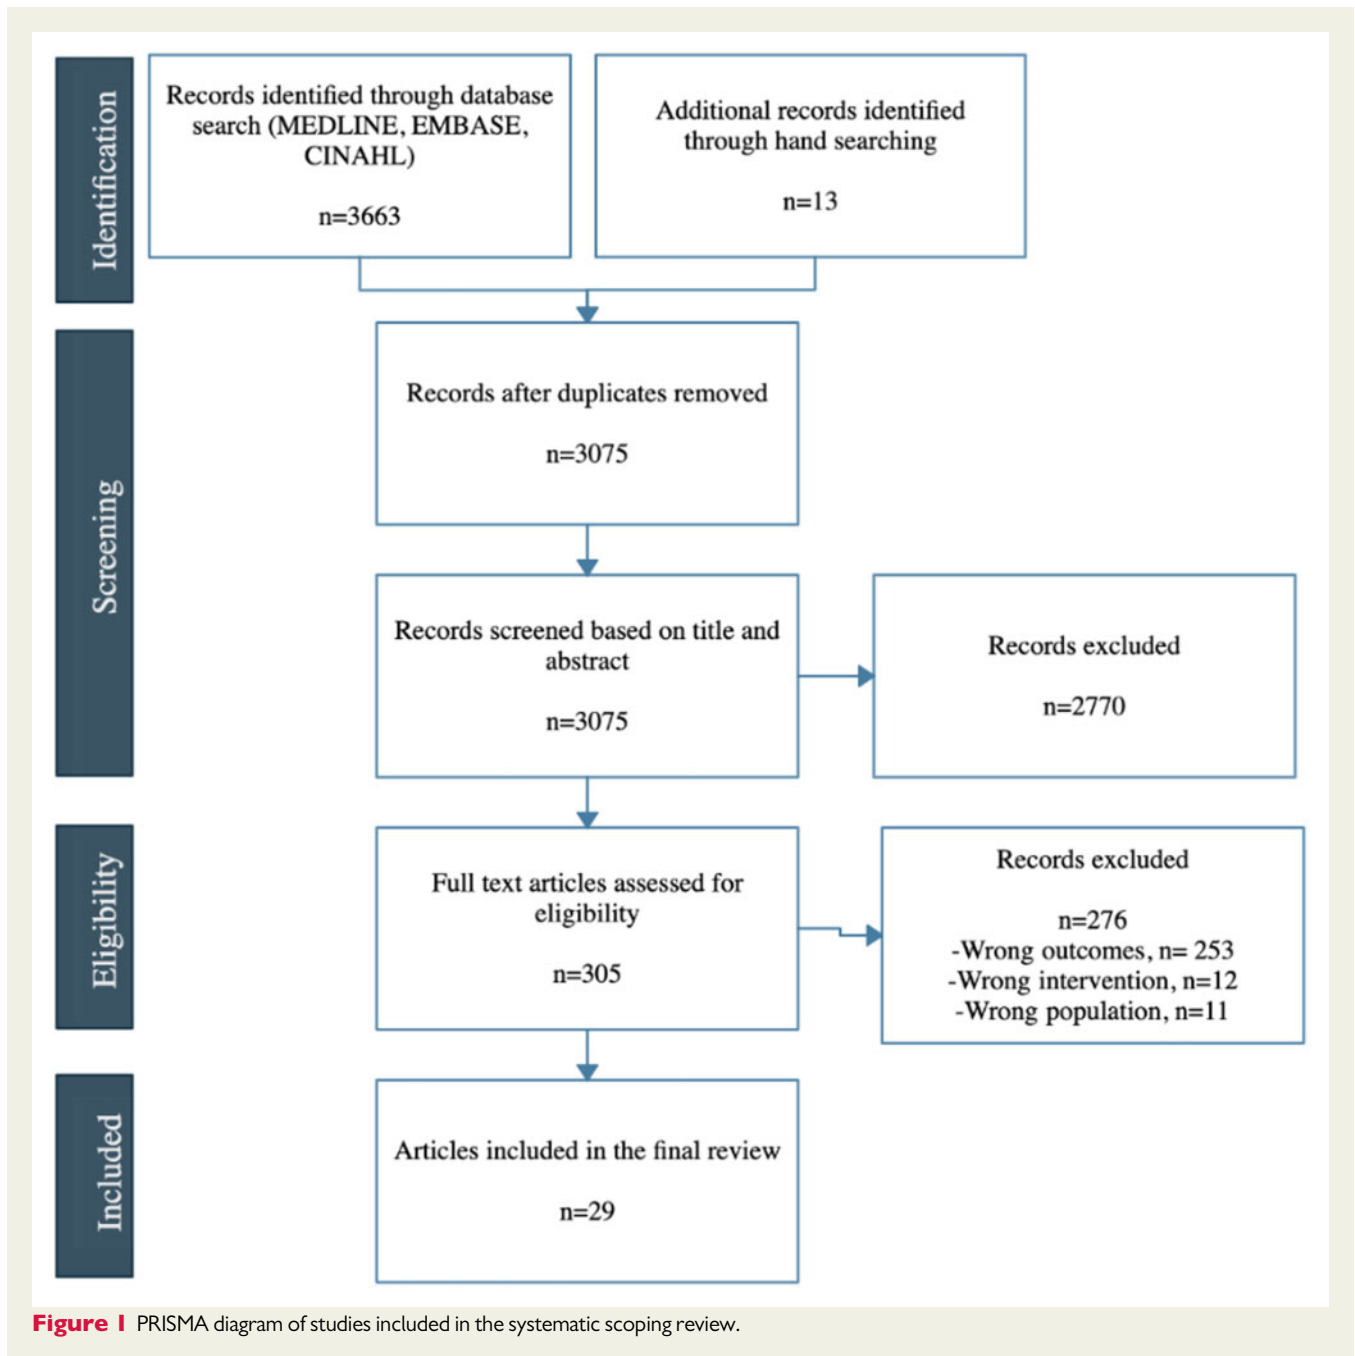 Identification
Records identified through database
search (MEDLINE, EMBASE,
CINAHL)
n=3663
Additional records identified
through hand searching
n=13
Screening
Records after duplicates removed
n=3075
Records screened based on title and
abstract
n=3075
Records excluded
n=2770
Eligibility
Full text articles assessed for
eligibility
n=305
Records excluded
n=276
-Wrong outcomes, n= 253
-Wrong intervention, n=12
-Wrong population, n=11
Included
Articles included in the final review
n=29
Figure 1 PRISMA diagram of studies included in the systematic scoping review.